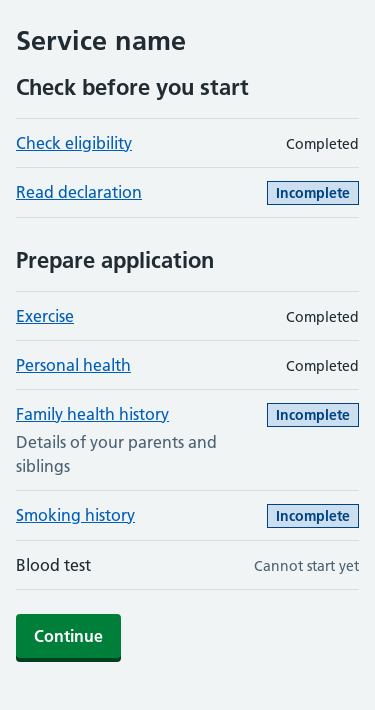 Service name
Check before you start
Check eligibility Completed
Read declaration Incomplete
Prepare application
Exercise Completed
Personal health Completed
Family health history Incomplete
Details of your parents and
siblings
Smoking history Incomplete
Blood test Cannot start yet
Continue